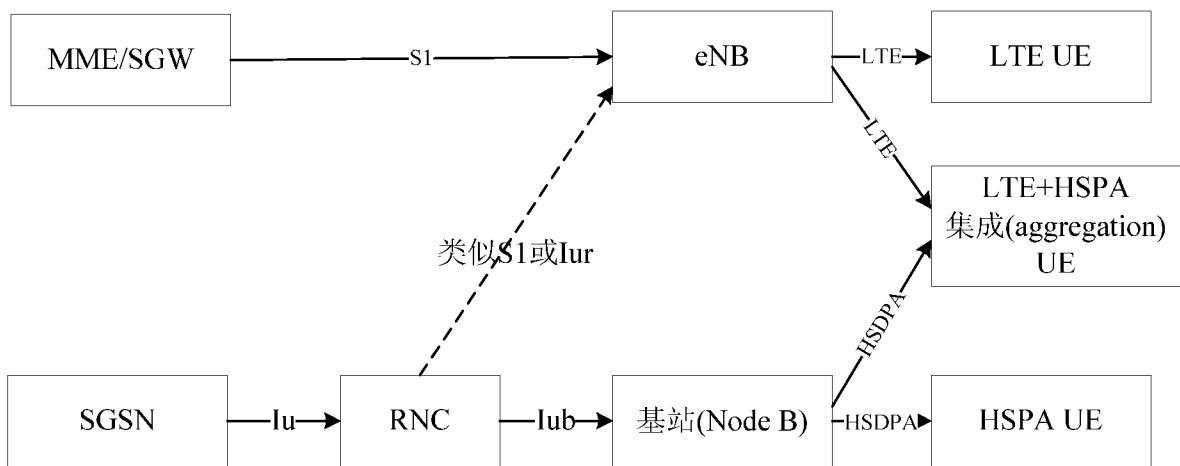 MME/SGW
S1
eNB
LTE
LTE UE
LTE
LTE+HSPA
集成(aggregation)
UE
类似S1或Iur
HSDPA
SGSN
Iu
RNC
Iub
基站(Node B)
HSDPA
HSPA UE